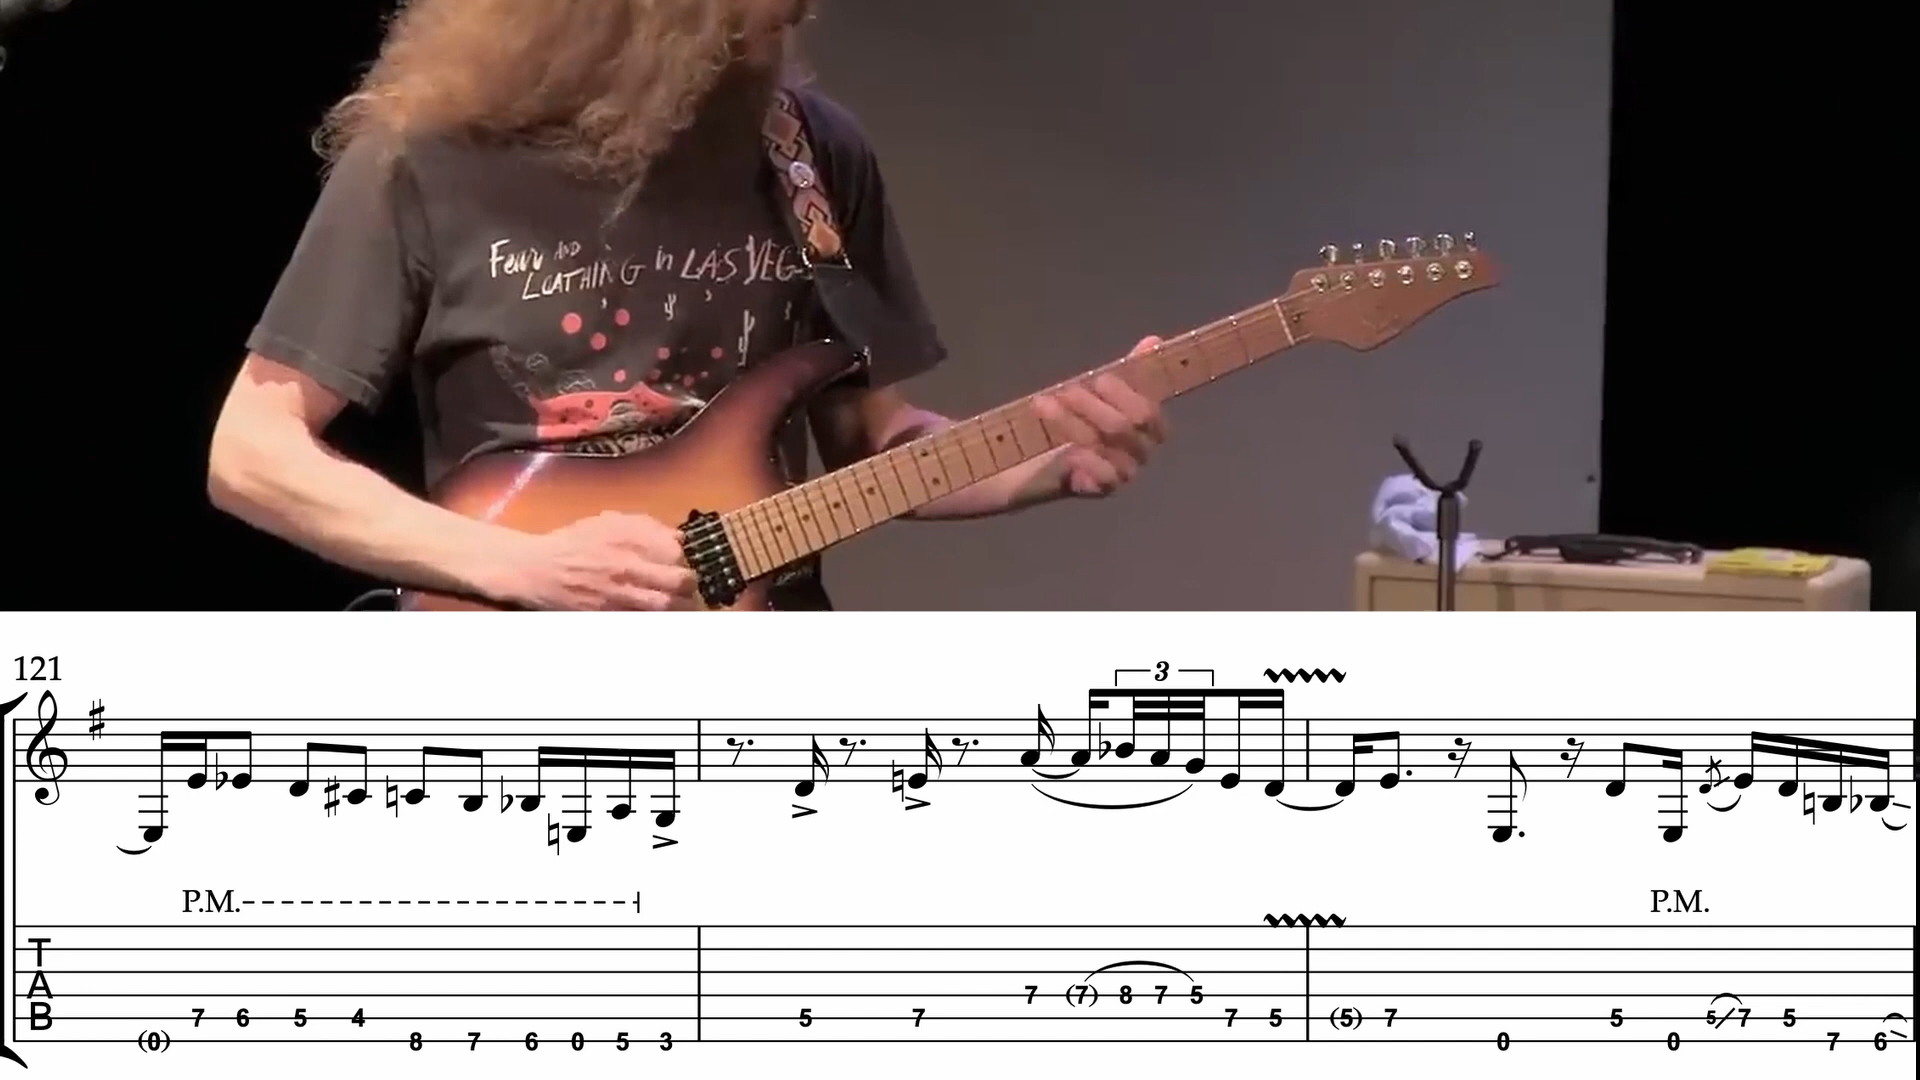 Fear AND
LOATHING in LAS VEG
121
3
P.M.
P.M.
T
A
B
7 (7) 8 7 5
7 6 5 4 5 7 7 5 (5) 7 5 5 7 5
(0) 8 7 6 0 5 3 0 0 7 6